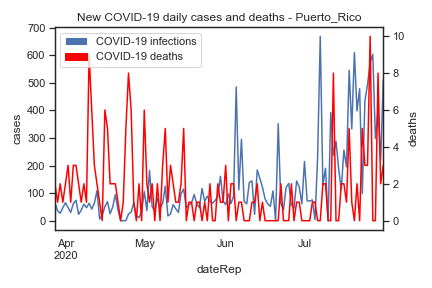 New COVID-19 daily cases and deaths - Puerto_Rico
COVID-19 infections
COVID-19 deaths
700
600
500
400
300
200
100
0
cases
10
8
6
4
2
0
deaths
Apr May Jun Jul
2020
dateRep